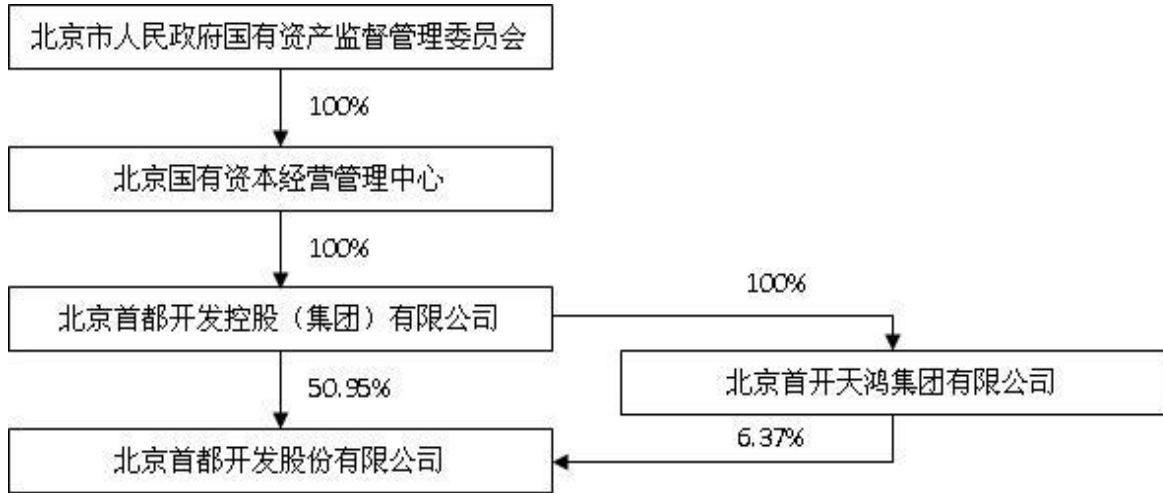 北京市人民政府国有资产监督管理委员会
100%
北京国有资本经营管理中心
100%
100%
北京首都开发控股（集团）有限公司
北京首开天鸿集团有限公司
50.95%
6.37%
北京首都开发股份有限公司